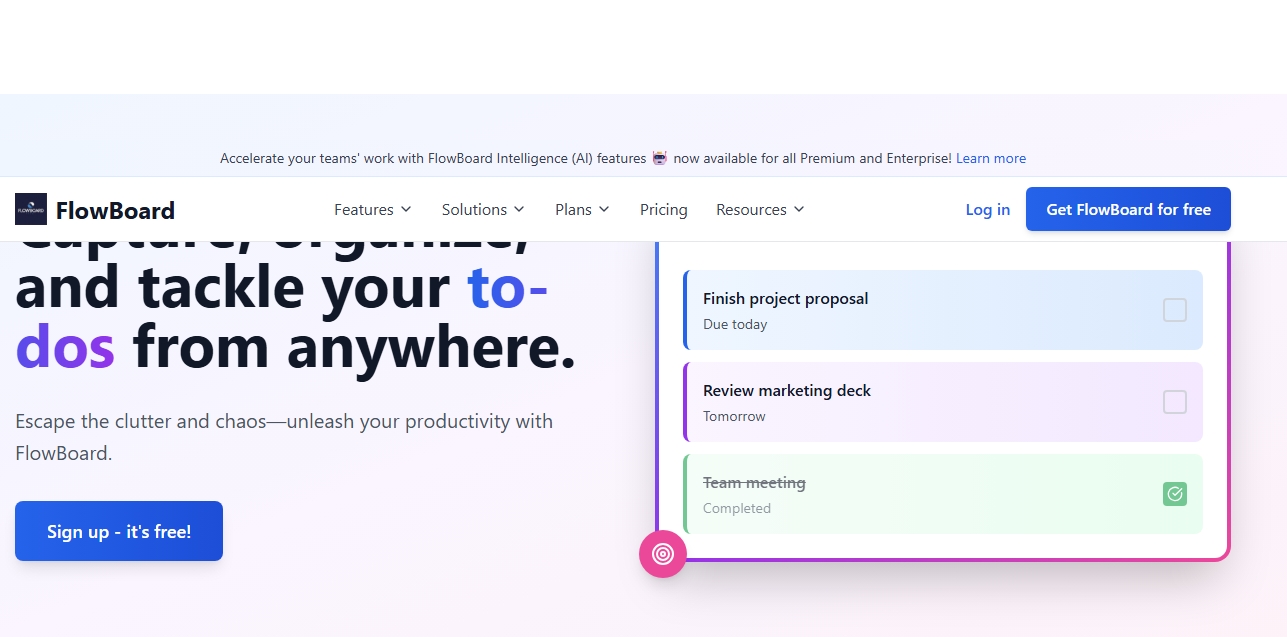 Accelerate your teams' work with FlowBoard Intelligence (AI) features 🤖 now available for all Premium and Enterprise! Learn more
FLOWBOARD
FlowBoard
Features
Solutions
Plans
Pricing
Resources
Log in
Get FlowBoard for free
Capture, organize,
and tackle your to-
dos from anywhere.
Escape the clutter and chaos—unleash your productivity with
FlowBoard.
Sign up - it's free!
Finish project proposal
Due today
Review marketing deck
Tomorrow
Team meeting
Completed